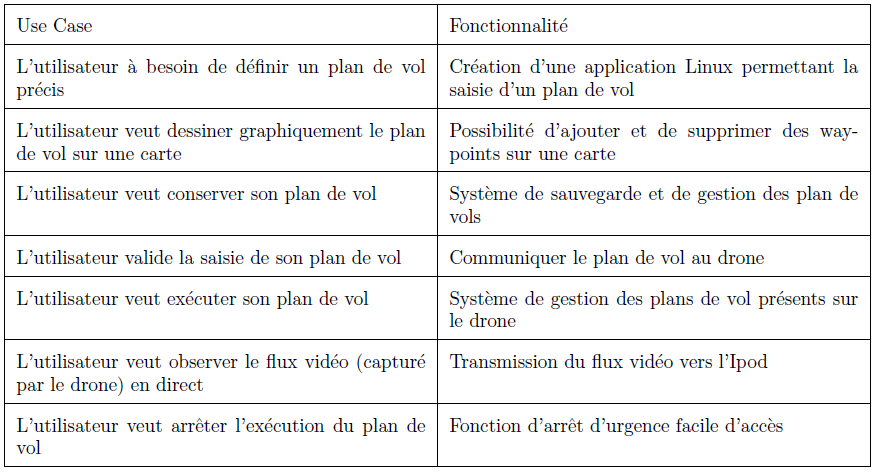 Use Case
Fonctionnalité
L'utilisateur à besoin de définir un plan de vol
précis
Création d'une application Linux permettant la
saisie d'un plan de vol
L'utilisateur veut dessiner graphiquement le plan
de vol sur une carte
Possibilité d'ajouter et de supprimer des way-
points sur une carte
L'utilisateur veut conserver son plan de vol
Système de sauvegarde et de gestion des plan de
vols
L'utilisateur valide la saisie de son plan de vol
Communiquer le plan de vol au drone
L'utilisateur veut exécuter son plan de vol
Système de gestion des plans de vol présents sur
le drone
L'utilisateur veut observer le flux vidéo (capturé
par le drone) en direct
Transmission du flux vidéo vers l'Ipod
L'utilisateur veut arrêter l'exécution du plan de
vol
Fonction d'arrêt d'urgence facile d'accès